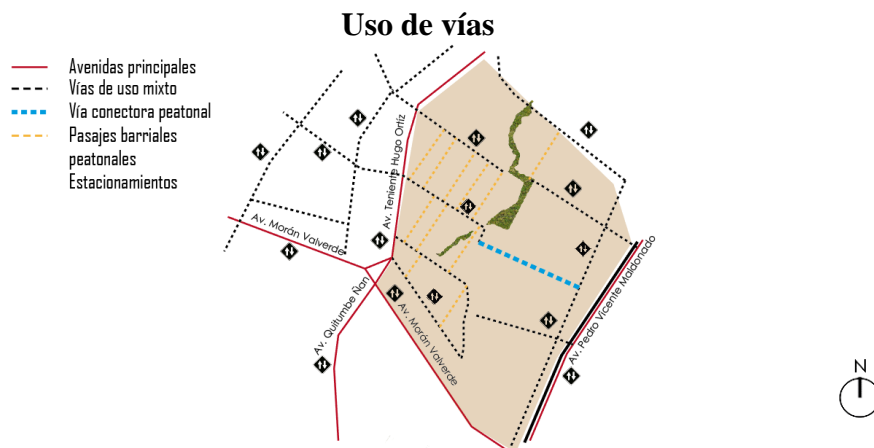 Uso de vías
Avenidas principales
Vías de uso mixto
Vía conectora peatonal
Pasajes barriales
peatonales
Estacionamientos
Av. Teniente Hugo Ortíz
Av. Morán Valverde
Av. Quitumbe Ñan
Av. Morán Valverde
Av. Pedro Vicente Maldonado
N